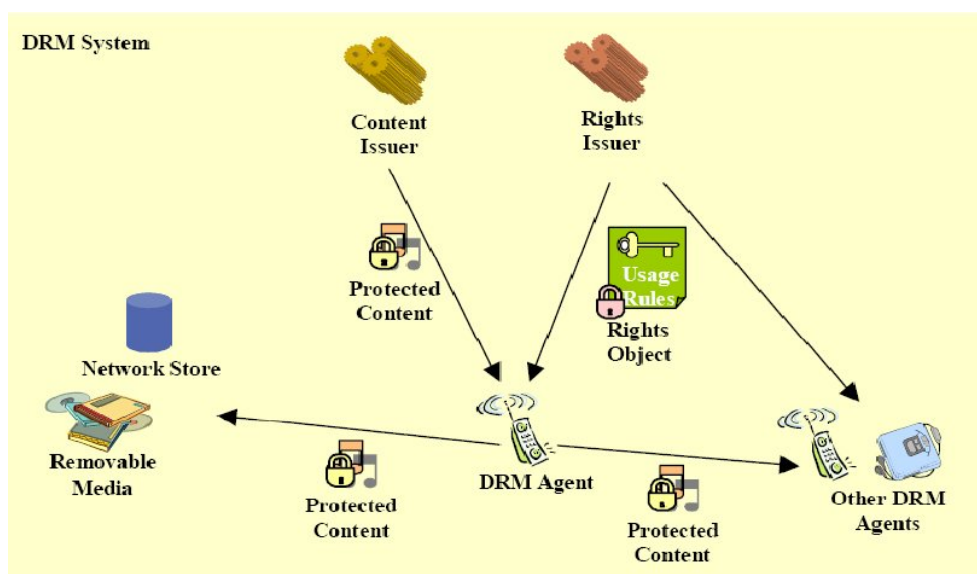 DRM System
Content
Issuer
Rights
Issuer
Protected
Content
Usage
Rules
Rights
Object
Network Store
Removable
Media
Protected
Content
DRM Agent
Protected
Content
Other DRM
Agents